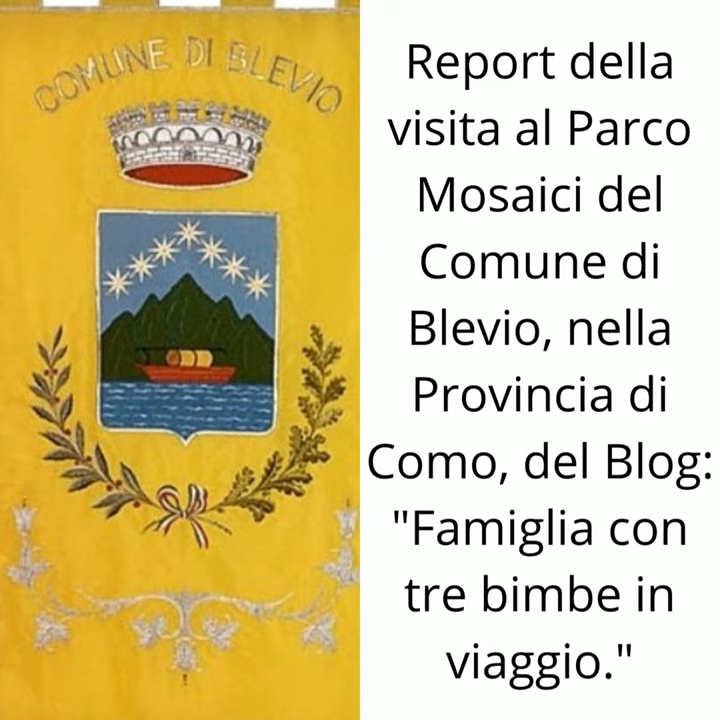 COMUNE DI BLEVIO
Report della
visita al Parco
Mosaici del
Comune di
Blevio, nella
Provincia di
Como, del Blog:
"Famiglia con
tre bimbe in
viaggio."